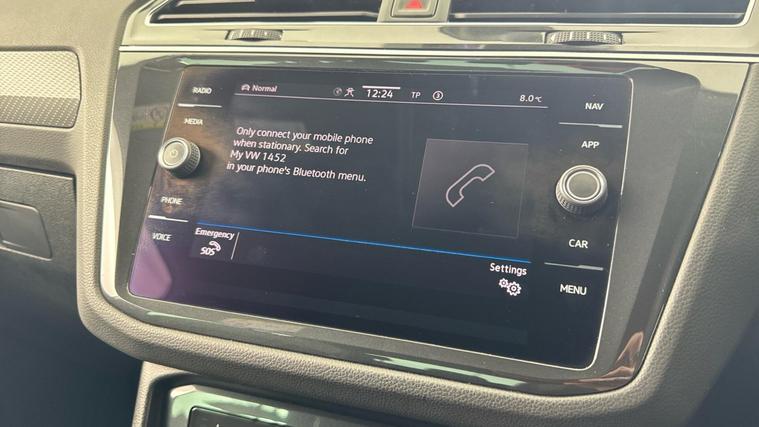 RADIO
Normal
12:24
TP
3
8.0 °C
NAV
MEDIA
Only connect your mobile phone
when stationary. Search for
My VW 1452
in your phone's Bluetooth menu.
APP
PHONE
VOICE
Emergency
SOS
CAR
Settings
MENU